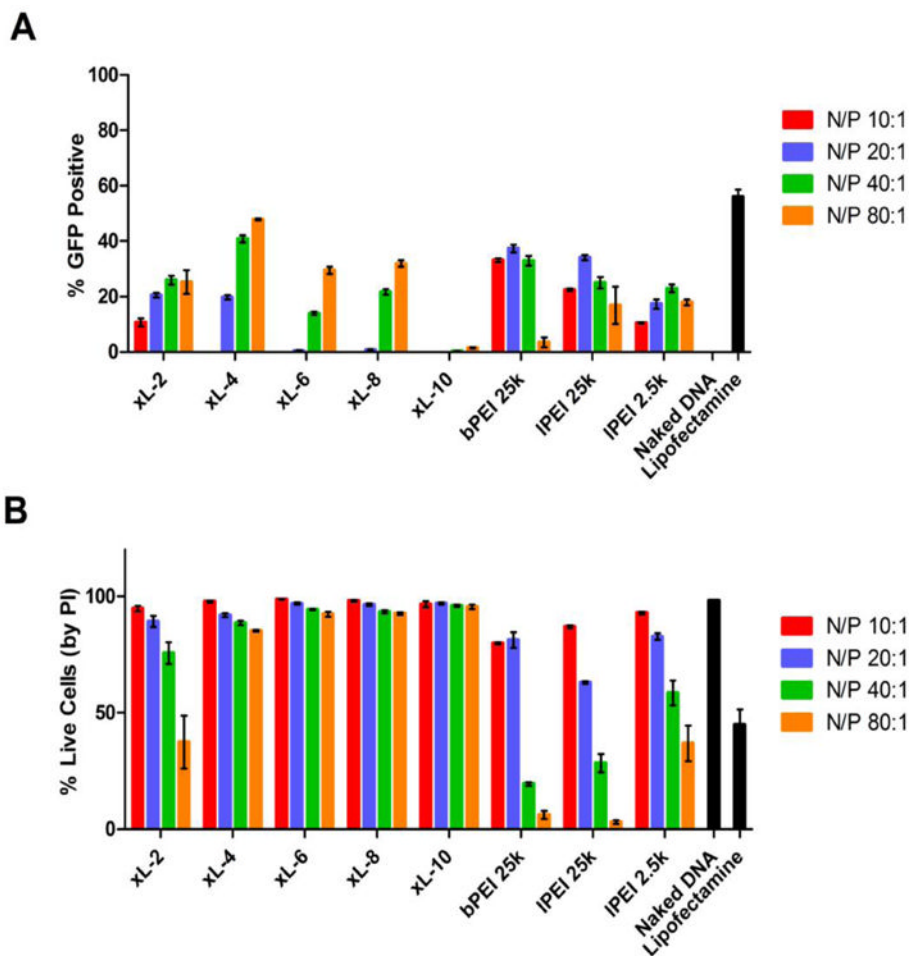 A
% GFP Positive
100
80
60
40
20
0
xL-2
xL-4
xL-6
xL-8
xL-10
bPEI 25k
lPEI 25k
lPEI 2.5k
Naked DNA
Lipofectamine
N/P 10:1
N/P 20:1
N/P 40:1
N/P 80:1
B
% Live Cells (by PI)
100
50
0
xL-2
xL-4
xL-6
xL-8
xL-10
bPEI 25k
lPEI 25k
lPEI 2.5k
Naked DNA
Lipofectamine
N/P 10:1
N/P 20:1
N/P 40:1
N/P 80:1